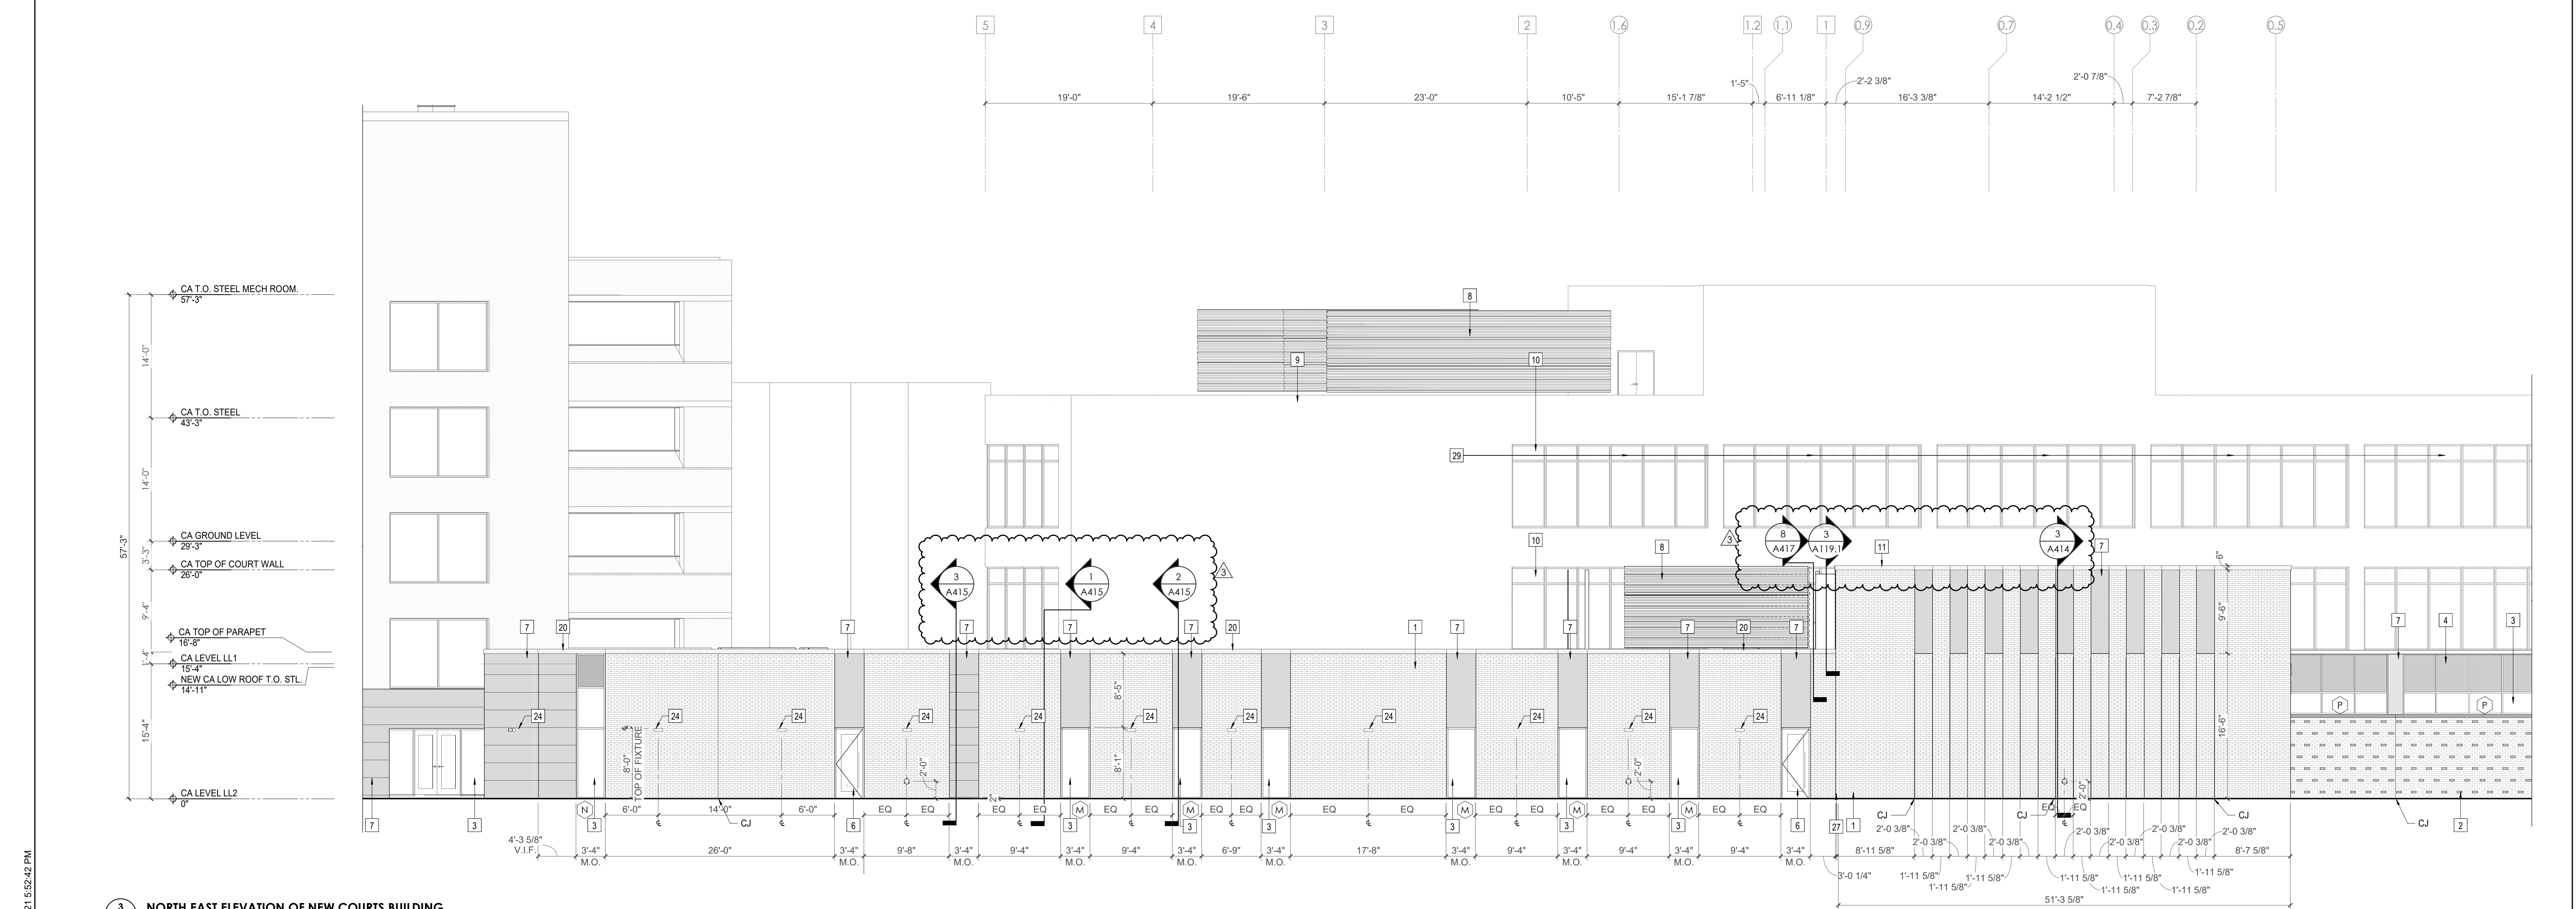 5 4 3 2 1.6 1.2 1.1 1 0.9 0.7 0.4 0.3 0.2 0.5
19'-0" 19'-6" 23'-0" 10'-5" 15'-1 7/8" 1'-5" 6'-11 1/8" 2'-2 3/8" 16'-3 3/8" 14'-2 1/2" 2'-0 7/8" 7'-2 7/8"
CA T.O. STEEL MECH ROOM.
57'-3"
8
9 10
14'-0"
CA T.O. STEEL
43'-3"
29
14'-0"
57'-3"
CA GROUND LEVEL
29'-3"
3'-3"
CA TOP OF COURT WALL
26'-0"
3 A415
1 A415
2 A415
3
10 8
3
8 A417
3 A119.1
11
3 A414
7
6"
9'-4"
9'-6"
CA TOP OF PARAPET
16'-8"
1'-4"
CA LEVEL LL1
15'-4"
NEW CA LOW ROOF T.O. STL.
14'-11"
7 20 7 7 7 7 20 1 7 7 7 20 7 7 4 3
8'-5"
P P
24 24 24 24 24 24 24 24 24 24 24
15'-4"
8'-0"
TOP OF FIXTURE
2'-0"
8'-1"
2'-0"
16'-6"
2'-0"
CA LEVEL LL2
0"
2"
7 3 N 3 6'-0" 14'-0" 6'-0" 6 EQ EQ EQ EQ M EQ EQ M EQ EQ EQ EQ M EQ EQ M EQ EQ M EQ EQ 6 EQ EQ
CJ 3 3 3 3 3 3 27 1 CJ CJ CJ CJ 2
4'-3 5/8"
V.I.F.
3'-4"
M.O.
26'-0"
3'-4"
M.O.
9'-8"
3'-4"
M.O.
9'-4"
3'-4"
M.O.
9'-4"
3'-4"
M.O.
6'-9"
3'-4"
M.O.
17'-8"
3'-4"
M.O.
9'-4"
3'-4"
M.O.
9'-4"
3'-4"
M.O.
9'-4"
3'-4"
M.O.
3'-0 1/4"
8'-11 5/8"
2'-0 3/8" 2'-0 3/8" 2'-0 3/8" 2'-0 3/8" 2'-0 3/8"
2'-0 3/8" 2'-0 3/8" 2'-0 3/8" 2'-0 3/8"
8'-7 5/8"
1'-11 5/8" 1'-11 5/8" 1'-11 5/8" 1'-11 5/8" 1'-11 5/8"
1'-11 5/8" 1'-11 5/8" 1'-11 5/8"
51'-3 5/8"
21 5:52:42 PM
3
NORTH EAST ELEVATION OF NEW COURTS BUILDING